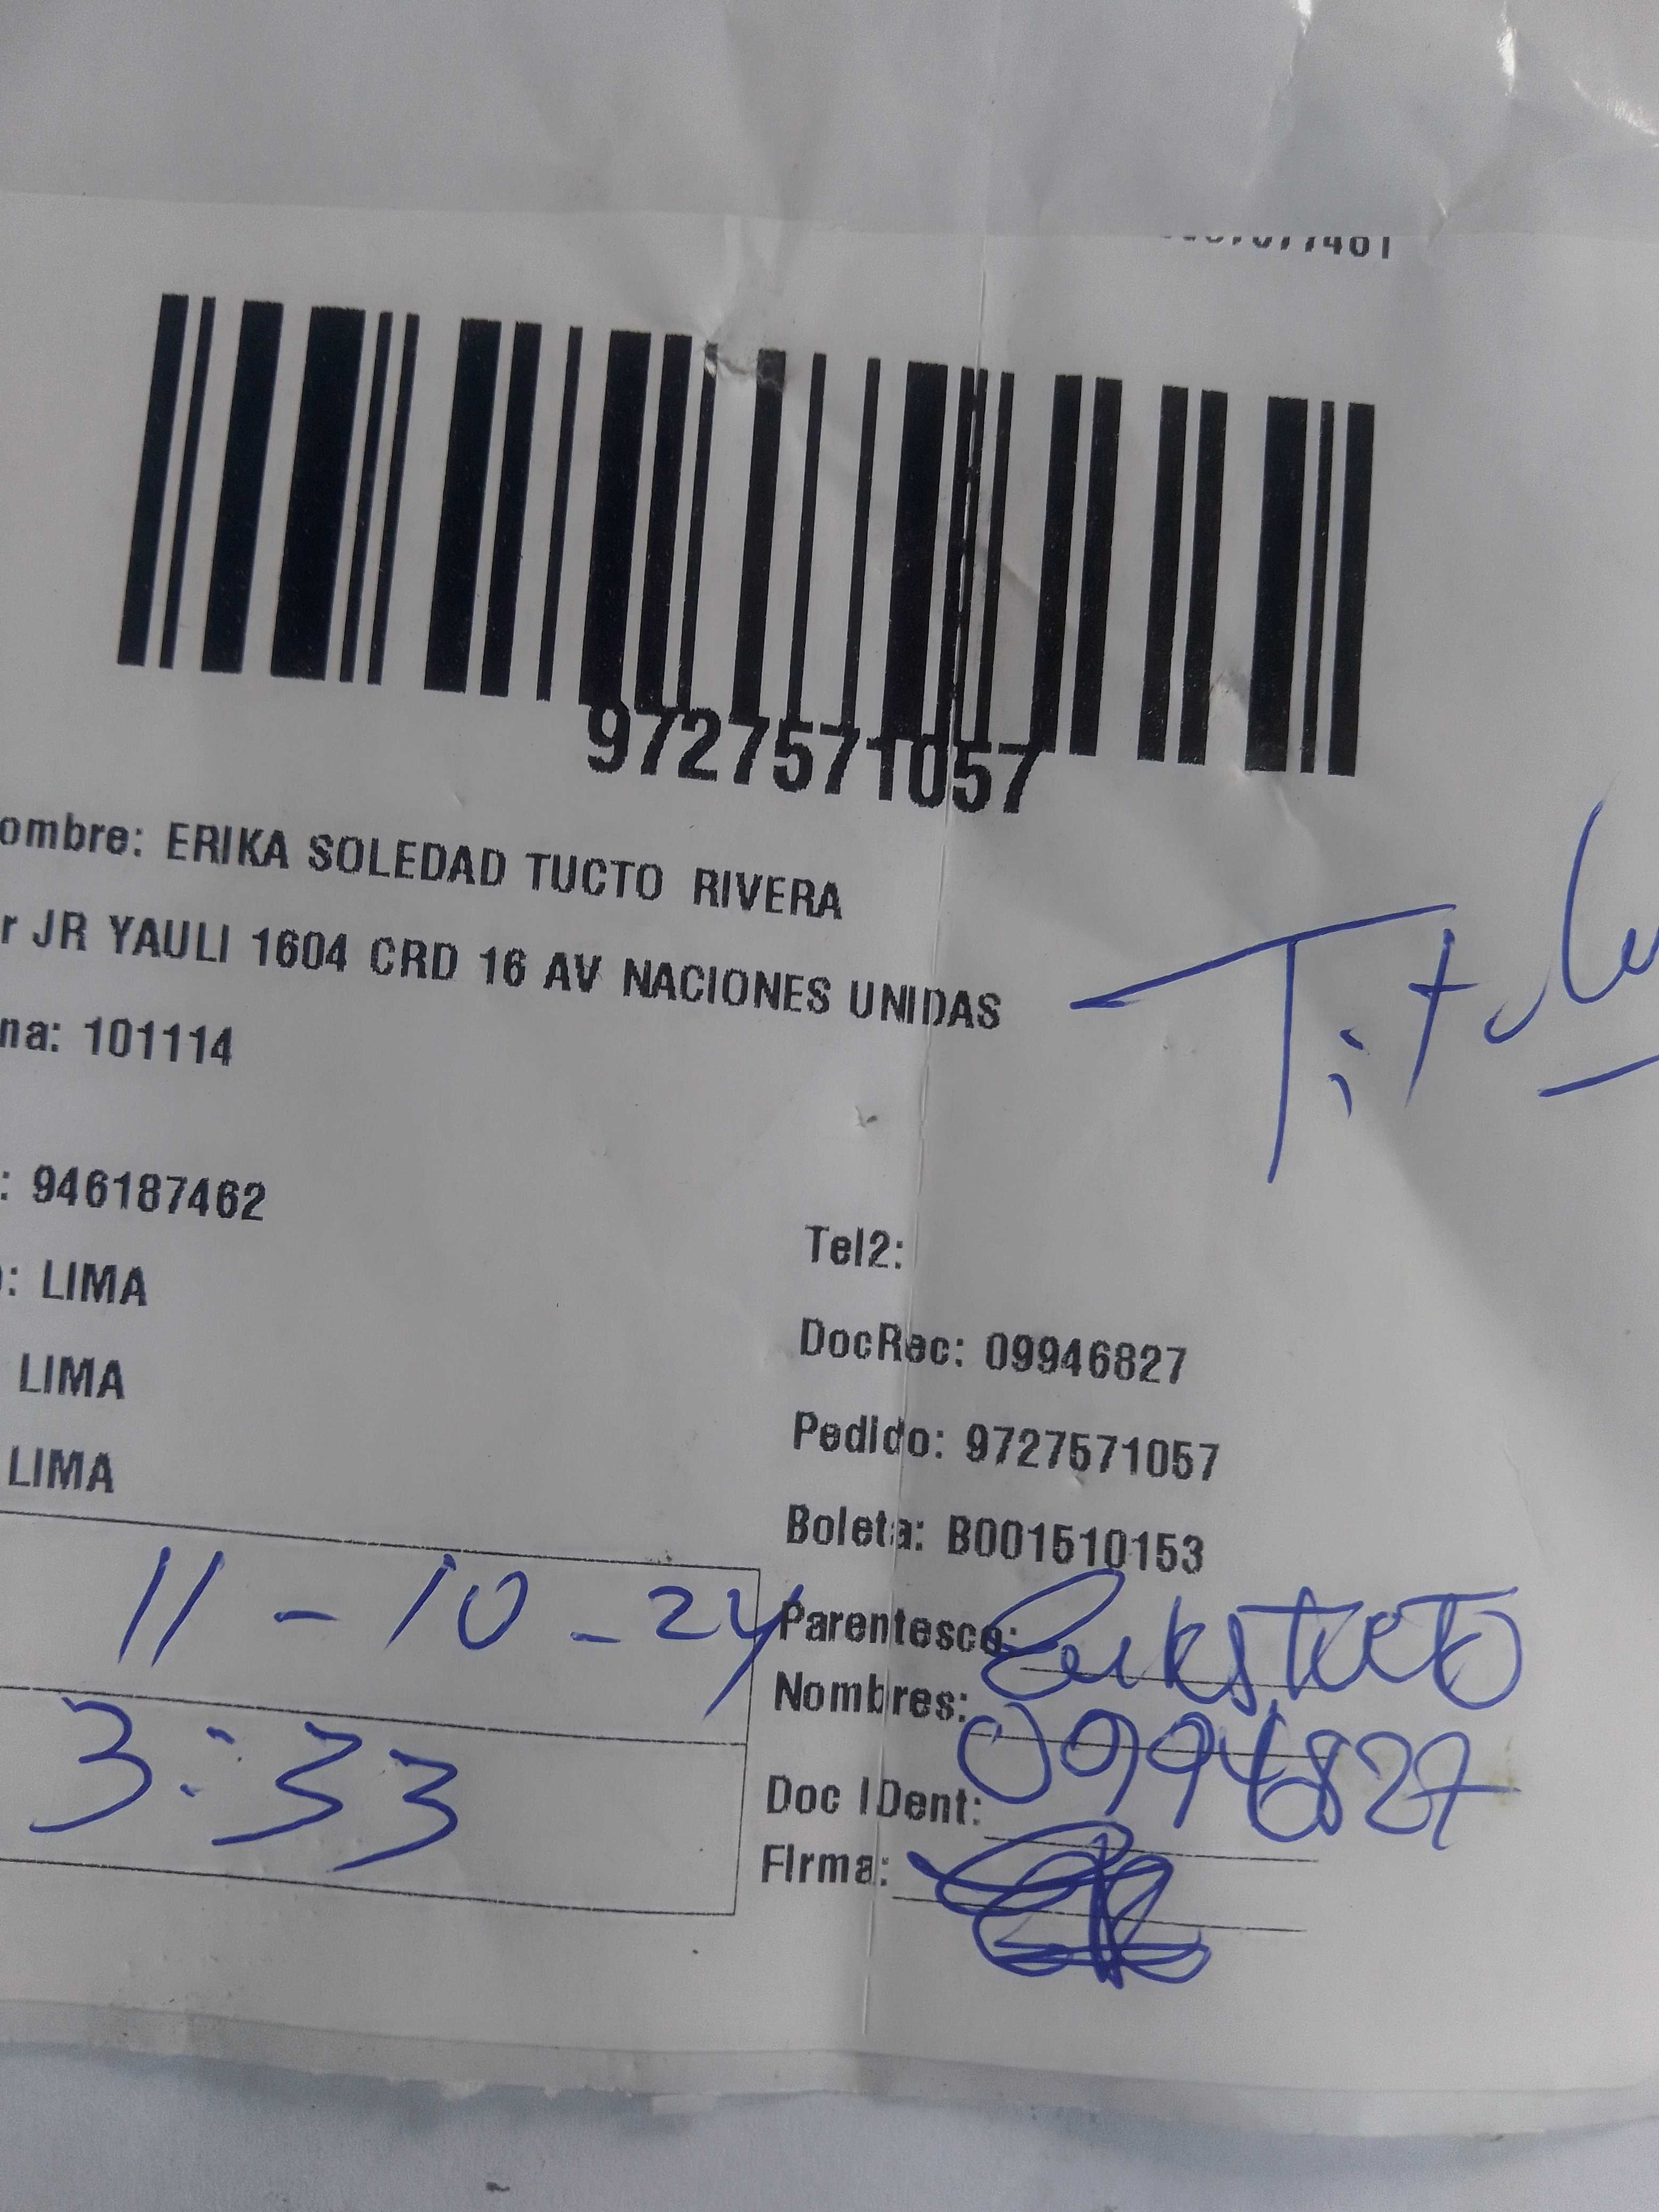 9727571057
ombre: ERIKA SOLEDAD TUCTO RIVERA
r JR YAULI 1604 CRD 16 AV NACIONES UNIDAS
na: 101114
: 946187462
Tel2:
: LIMA
DocRec: 09946827
LIMA
Pedido: 9727571057
LIMA
Boleta: B001510153
11-10-24
Parentesco:
Nombres:
3:33
Doc IDent: 09946827
Firma: